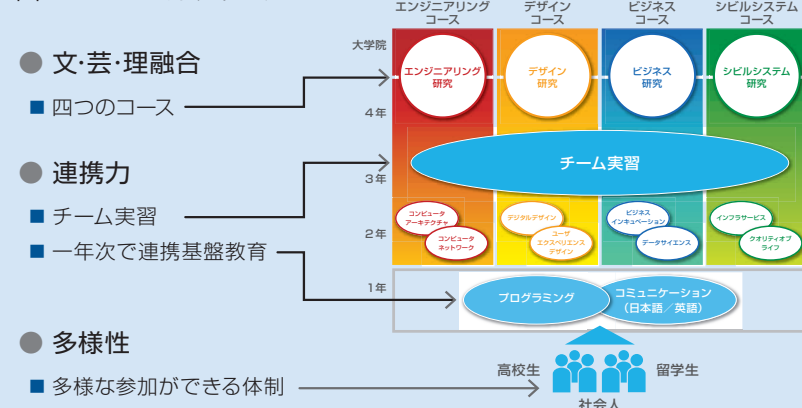 エンジニアリング
コース
デザイン
コース
ビジネス
コース
シビルシステム
コース
● 文・芸・理融合
■ 四つのコース
● 連携力
■ チーム実習
■ 一年次で連携基盤教育
● 多様性
■ 多様な参加ができる体制
大学院
エンジニアリング
研究
デザイン
研究
ビジネス
研究
シビルシステム
研究
4年
チーム実習
3年
コンピュータ
アーキテクチャ
コンピュータ
ネットワーク
デジタルデザイン
ユーザ
エクスペリエンス
デザイン
ビジネス
インキュベーション
データサイエンス
インフラサービス
クオリティオブ
ライフ
2年
1年
プログラミング
コミュニケーション
(日本語/英語)
高校生
留学生
社会人